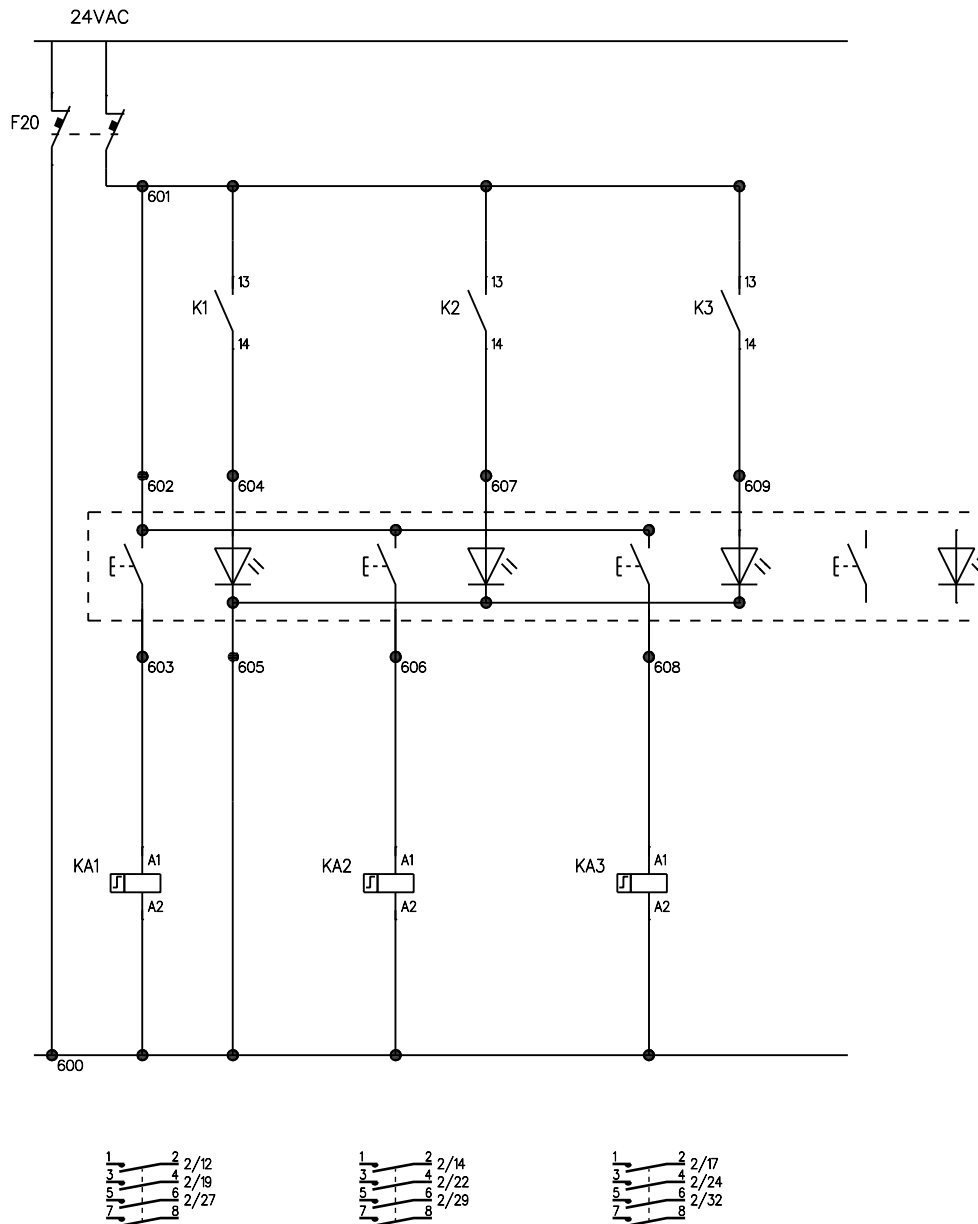 24VAC
F20
601
13 13 13
K1 K2 K3
14 14 14
602 604 607 609
603 605 606 608
A1 A1 A1
KA1 KA2 KA3
A2 A2 A2
600
1 2 2/12 1 2 2/14 1 2 2/17
3 4 2/19 3 4 2/22 3 4 2/24
5 6 2/27 5 6 2/29 5 6 2/32
7 8 7 8 7 8